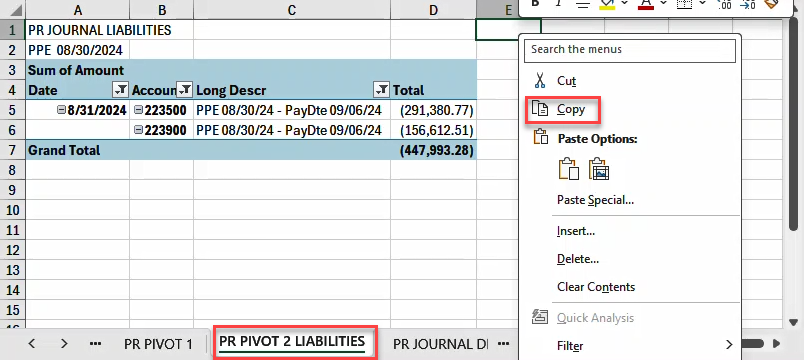 A B C D E
1 PR JOURNAL LIABILITIES
2 PPE 08/30/2024
3 Sum of Amount
4 Date Accoun Long Descr Total
5 8/31/2024 223500 PPE 08/30/24 - PayDte 09/06/24 (291,380.77)
6 223900 PPE 08/30/24 - PayDte 09/06/24 (156,612.51)
7 Grand Total (447,993.28)
8
9
10
11
12
13
14
15
B I A
Search the menus
Cut
Copy
Paste Options:
Paste Special...
Insert...
Delete...
Clear Contents
Quick Analysis
Filter
PR PIVOT 1 PR PIVOT 2 LIABILITIES PR JOURNAL DI